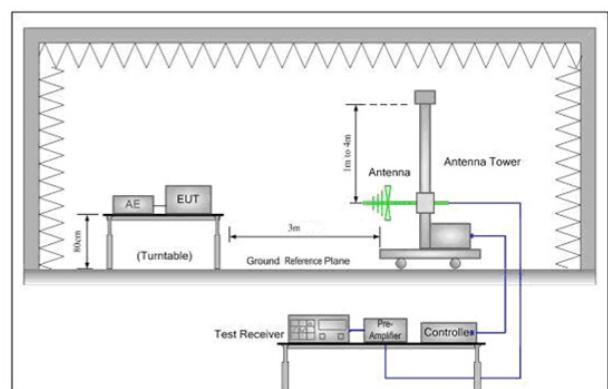 1m to 4m
Antenna
Antenna Tower
AE
EUT
80cm
(Turntable)
3m
Ground Reference Plane
Test Receiver
Pre-
Amplifier
Controller